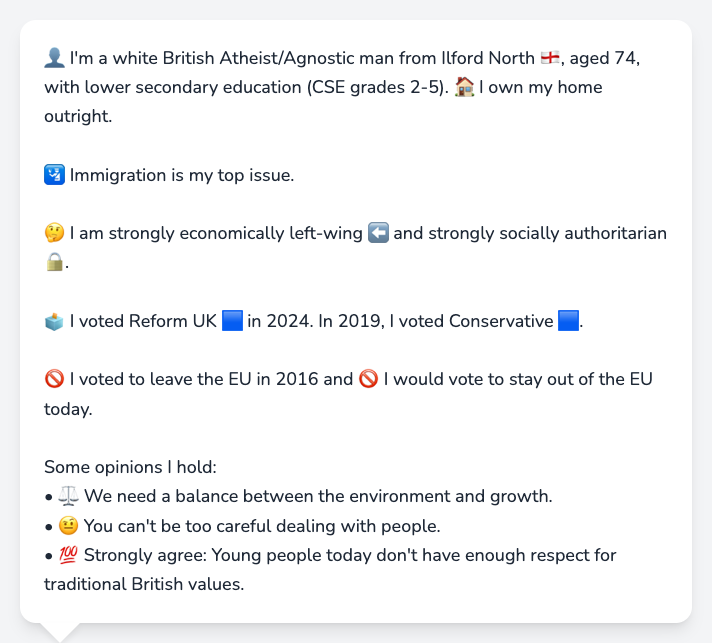 👤 I'm a white British Atheist/Agnostic man from Ilford North 🏴󠁧󠁢󠁥󠁮󠁧󠁿, aged 74,
with lower secondary education (CSE grades 2-5). 🏠 I own my home
outright.
🛂 Immigration is my top issue.
🤔 I am strongly economically left-wing ⬅️ and strongly socially authoritarian
🔒.
🗳️ I voted Reform UK 🟦 in 2024. In 2019, I voted Conservative 🟦.
🚫 I voted to leave the EU in 2016 and 🚫 I would vote to stay out of the EU
today.
Some opinions I hold:
• ⚖️ We need a balance between the environment and growth.
• 🤨 You can't be too careful dealing with people.
• 💯 Strongly agree: Young people today don't have enough respect for
traditional British values.